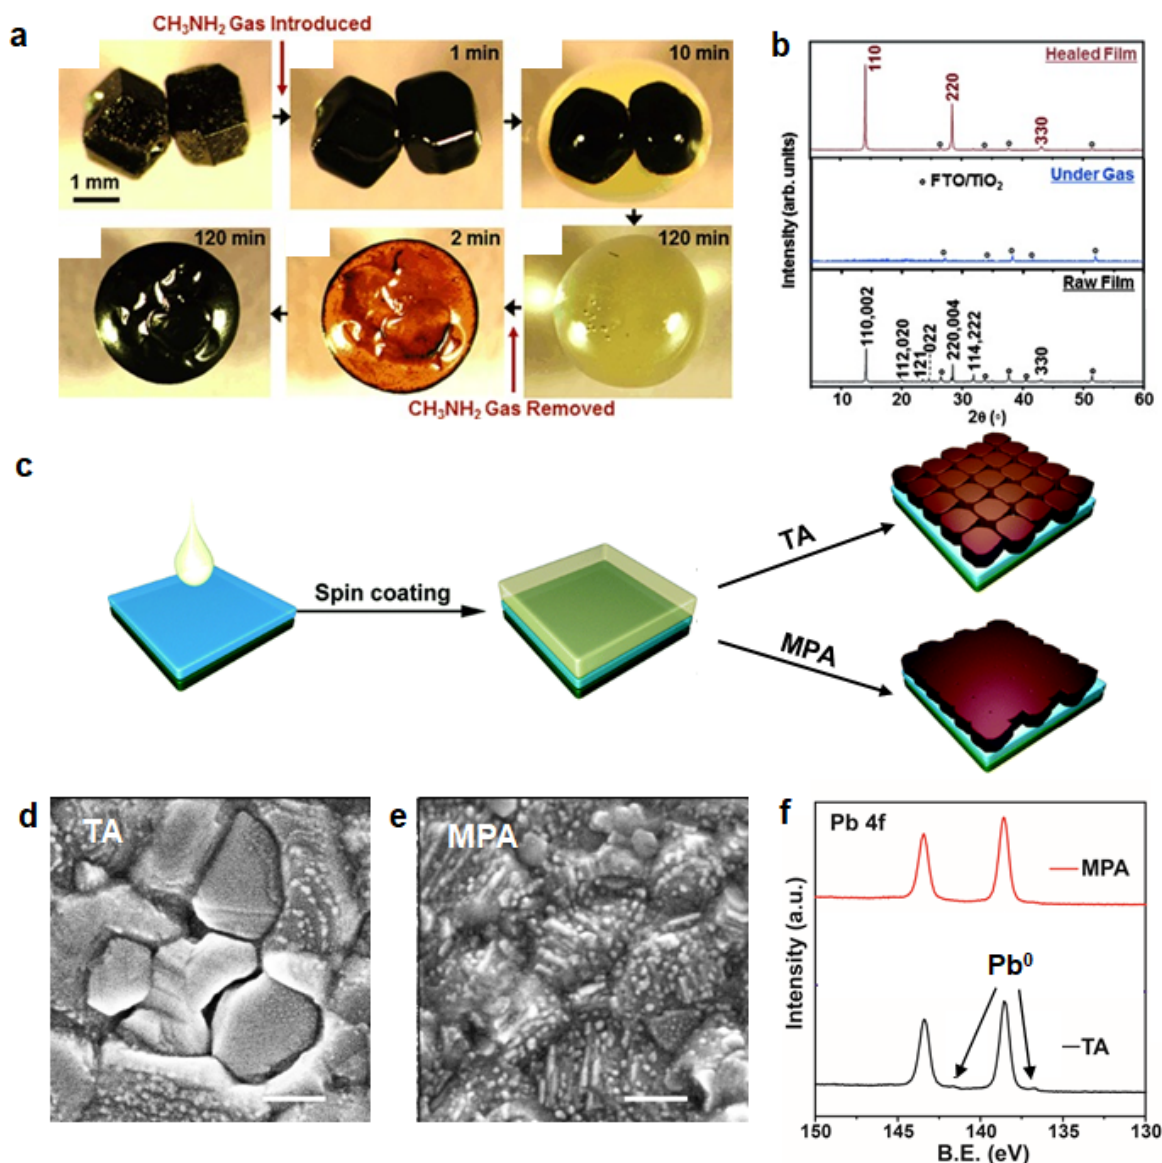 a
CH₃NH₂ Gas Introduced
1 min
10 min
1 mm
120 min
2 min
120 min
CH₃NH₂ Gas Removed
b
Intensity (arb. units)
110
220
330
Healed Film
FTO/TiO₂
Under Gas
Raw Film
110,002
112,020
121
022
220,004
114,222
330
10 20 30 40 50 60
2θ (°)
c
Spin coating
TA
MPA
d
TA
e
MPA
f
Pb 4f
MPA
Pb⁰
TA
Intensity (a.u.)
150 145 140 135 130
B.E. (eV)